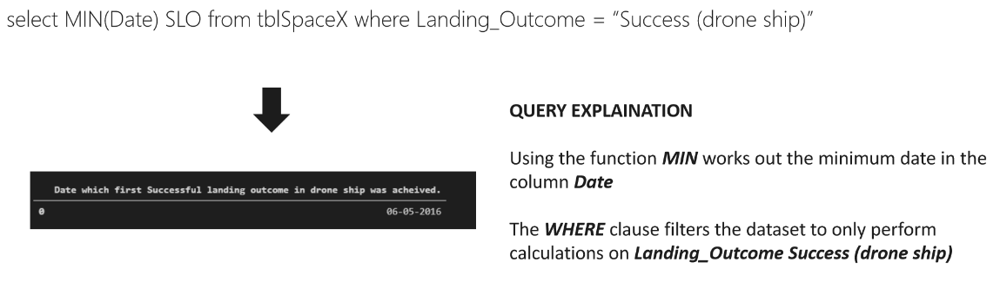 select MIN(Date) SLO from tblSpaceX where Landing_Outcome = “Success (drone ship)”
QUERY EXPLAINATION
Using the function MIN works out the minimum date in the
column Date
Date which first Successful landing outcome in drone ship was acheived.
0 06-05-2016
The WHERE clause filters the dataset to only perform
calculations on Landing_Outcome Success (drone ship)